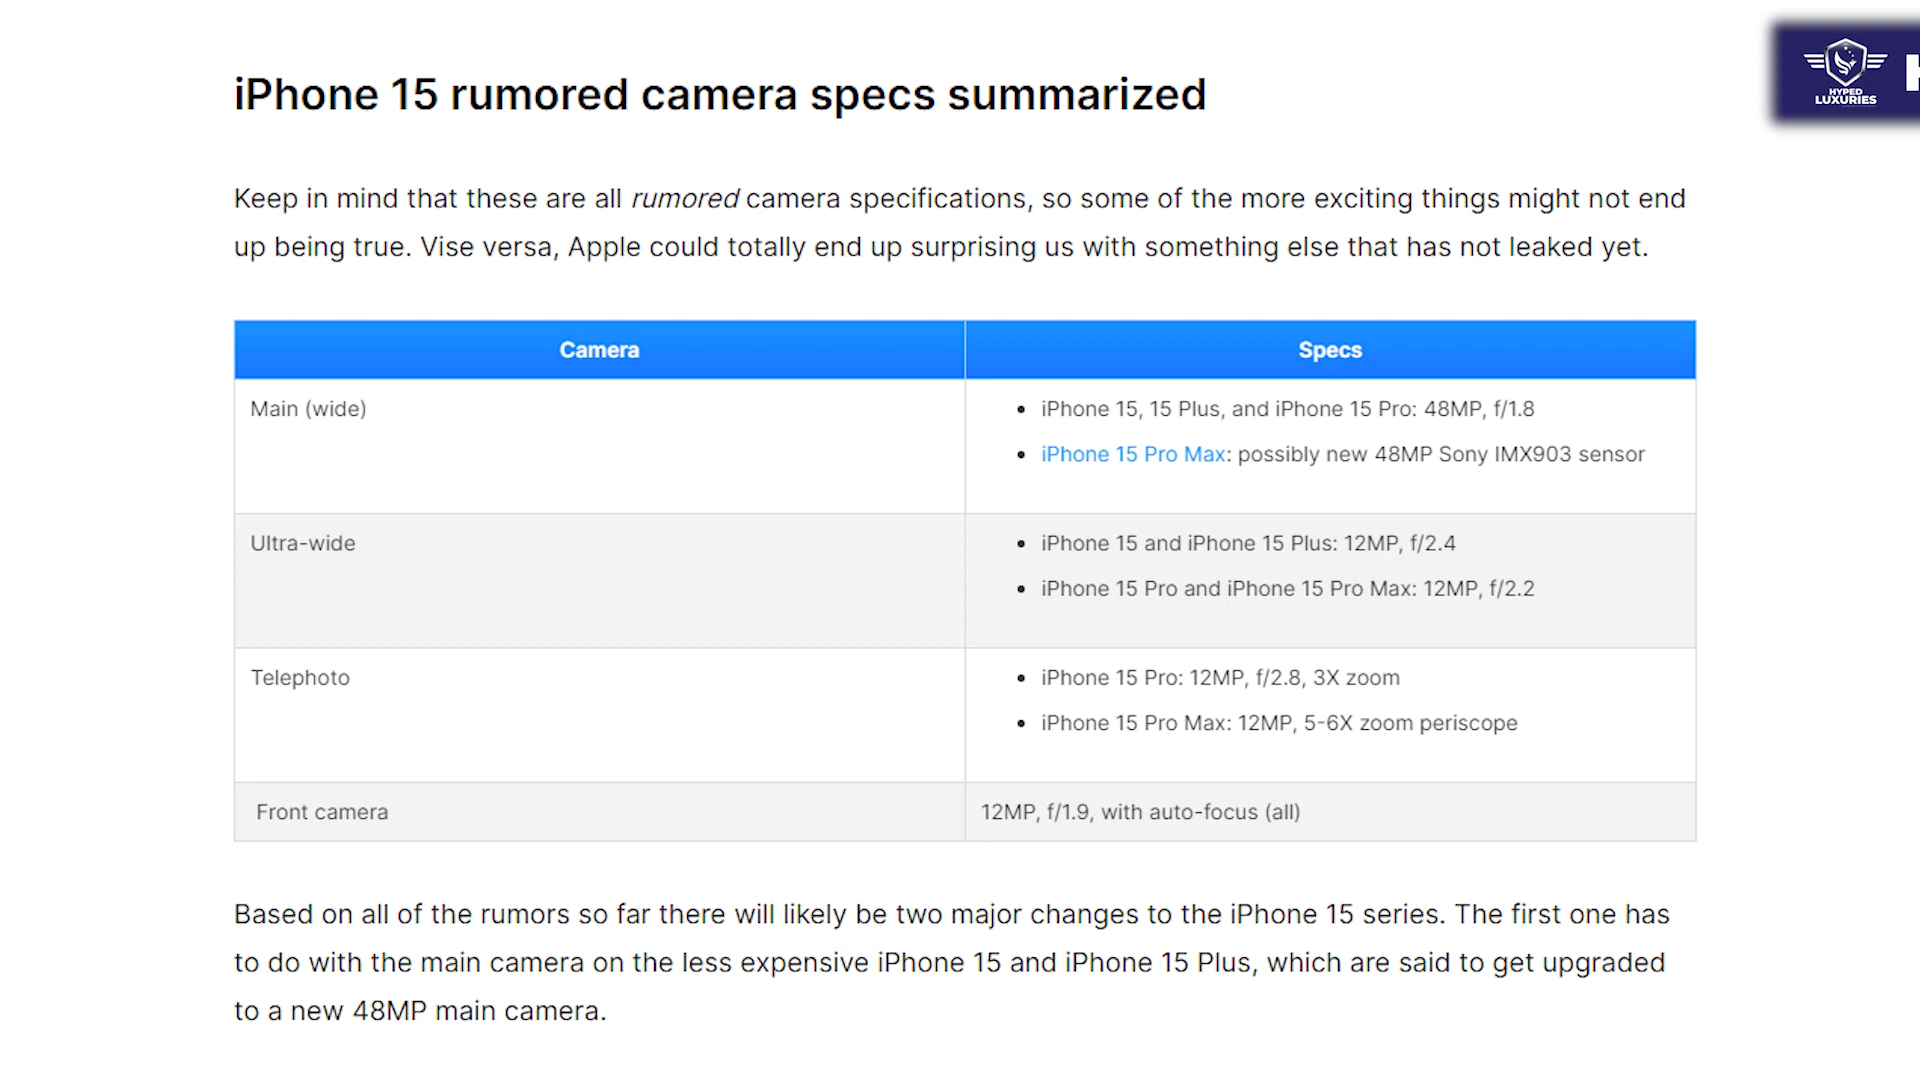 iPhone 15 rumored camera specs summarized
HYPED
LUXURIES
Keep in mind that these are all rumored camera specifications, so some of the more exciting things might not end
up being true. Vise versa, Apple could totally end up surprising us with something else that has not leaked yet.
Camera
Specs
Main (wide)
• iPhone 15, 15 Plus, and iPhone 15 Pro: 48MP, f/1.8
• iPhone 15 Pro Max: possibly new 48MP Sony IMX903 sensor
Ultra-wide
• iPhone 15 and iPhone 15 Plus: 12MP, f/2.4
• iPhone 15 Pro and iPhone 15 Pro Max: 12MP, f/2.2
Telephoto
• iPhone 15 Pro: 12MP, f/2.8, 3X zoom
• iPhone 15 Pro Max: 12MP, 5-6X zoom periscope
Front camera
12MP, f/1.9, with auto-focus (all)
Based on all of the rumors so far there will likely be two major changes to the iPhone 15 series. The first one has
to do with the main camera on the less expensive iPhone 15 and iPhone 15 Plus, which are said to get upgraded
to a new 48MP main camera.